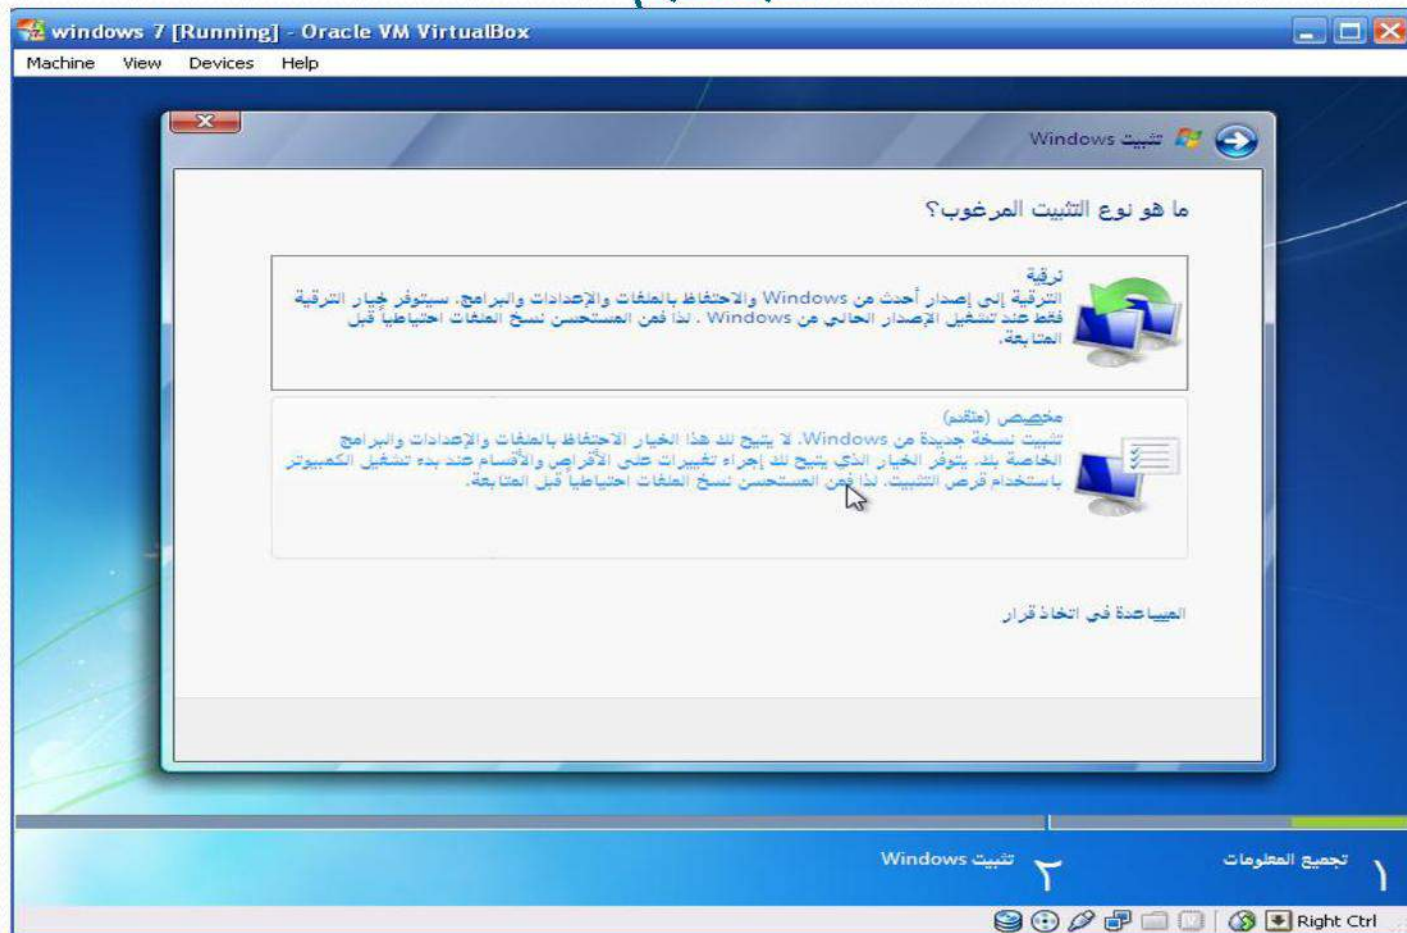 windows 7 [Running] - Oracle VM VirtualBox
Machine View Devices Help
تثبيت Windows
ما هو نوع التثبيت المرغوب؟
ترقية
الترقية إلى إصدار أحدث من Windows والاحتفاظ بالملفات والإعدادات والبرامج. سيتوفر خيار الترقية
فقط عند تشغيل الإصدار الحالي من Windows . لذا فمن المستحسن نسخ الملفات احتياطياً قبل
المتابعة.
مخصص (متقدم)
تثبيت نسخة جديدة من Windows. لا يتيح لك هذا الخيار الاحتفاظ بالملفات والإعدادات والبرامج
الخاصة بك. يتوفر الخيار الذي يتيح لك إجراء تغييرات على الأقراص والأقسام عند بدء تشغيل الكمبيوتر
باستخدام قرص التثبيت. لذا فمن المستحسن نسخ الملفات احتياطياً قبل المتابعة.
المساعدة في اتخاذ قرار
١ تجميع المعلومات
٢ تثبيت Windows
Right Ctrl